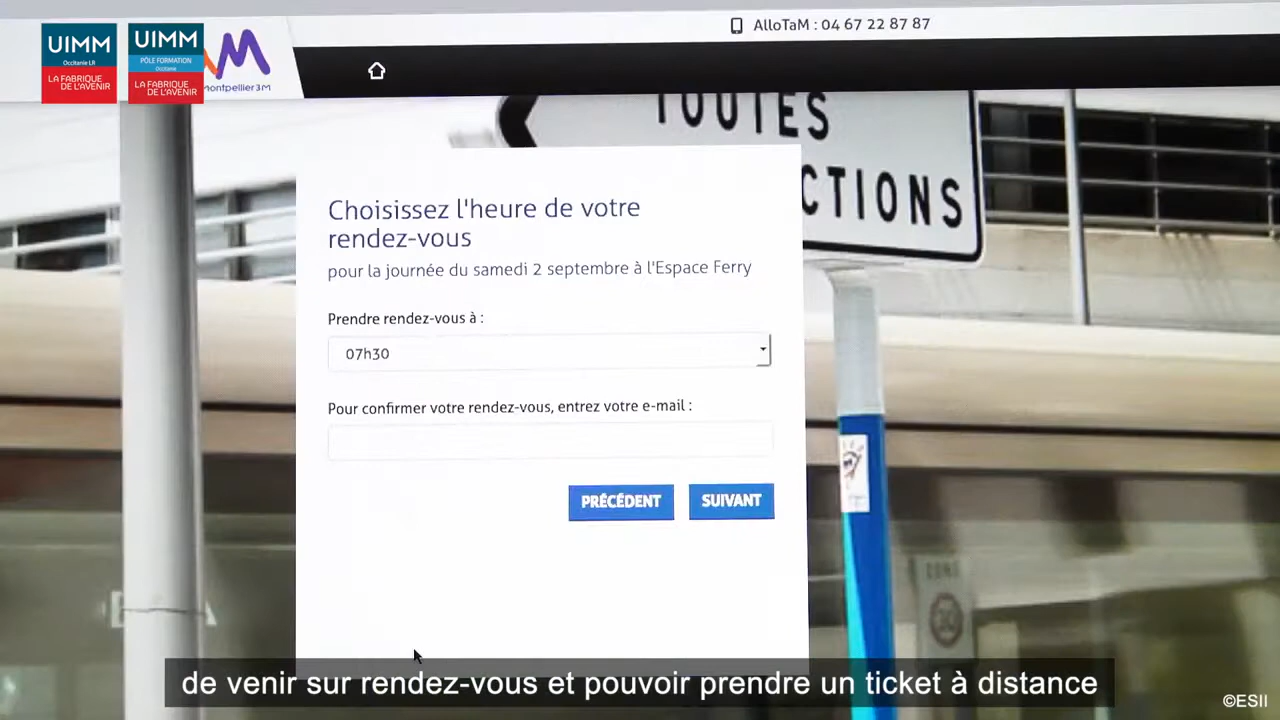 UIMM
Occitanie LR
LA FABRIQUE
DE L'AVENIR
UIMM
PÔLE FORMATION
Occitanie
LA FABRIQUE
DE L'AVENIR
M
montpellier3M
AlloTaM : 04 67 22 87 87
TOUTES
CTIONS
Choisissez l'heure de votre
rendez-vous
pour la journée du samedi 2 septembre à l'Espace Ferry
Prendre rendez-vous à :
07h30
Pour confirmer votre rendez-vous, entrez votre e-mail :
PRÉCÉDENT
SUIVANT
de venir sur rendez-vous et pouvoir prendre un ticket à distance
©ESII